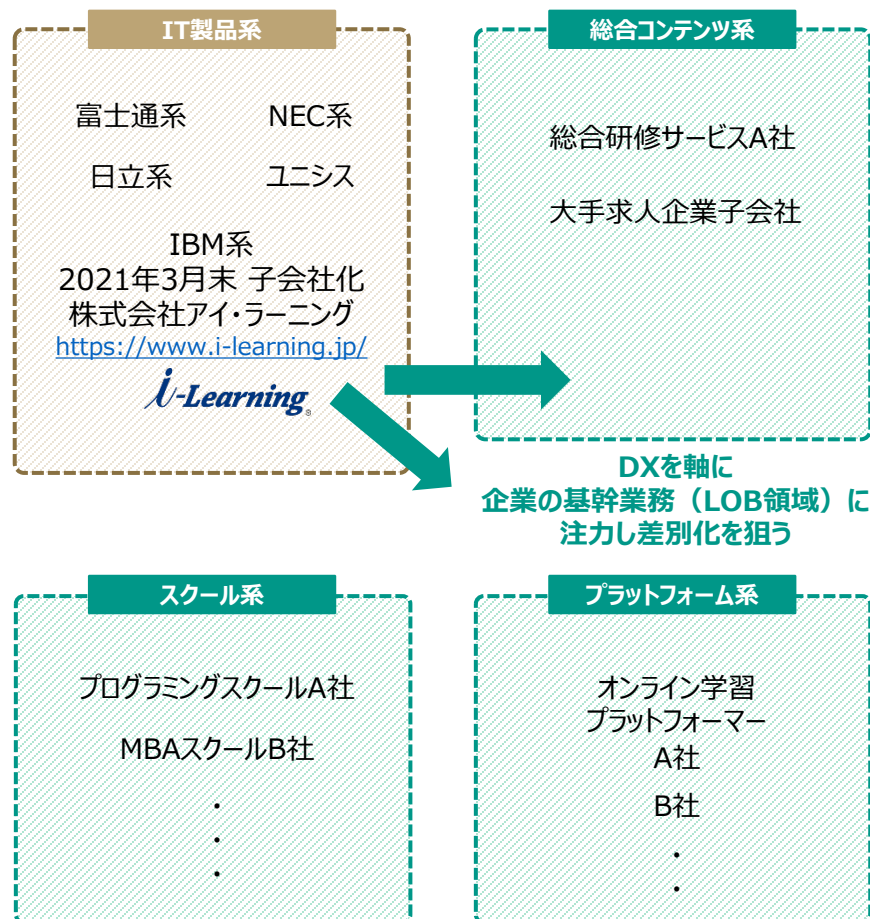 IT製品系
富士通系 NEC系
日立系 ユニシス
IBM系
2021年3月末 子会社化
株式会社アイ・ラーニング
https://www.i-learning.jp/
i-Learning®
総合コンテンツ系
総合研修サービスA社
大手求人企業子会社
DXを軸に
企業の基幹業務（LOB領域）に
注力し差別化を狙う
スクール系
プログラミングスクールA社
MBAスクールB社
・
・
・
プラットフォーム系
オンライン学習
プラットフォーマー
A社
B社
・
・